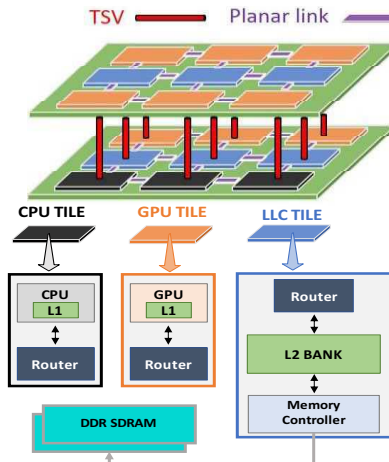 TSV Planar link
CPU TILE GPU TILE LLC TILE
CPU
L1
Router
GPU
L1
Router
Router
L2 BANK
Memory
Controller
DDR SDRAM